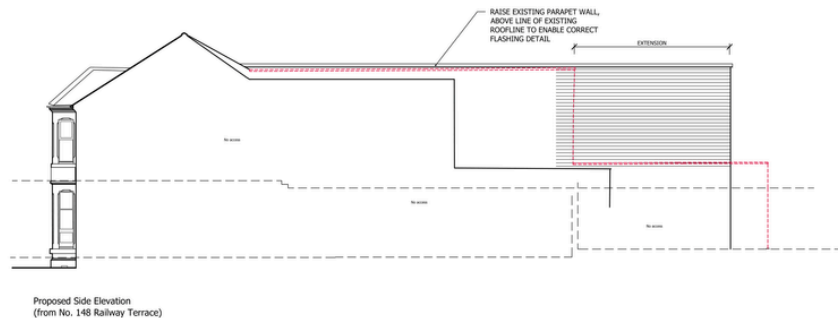 RAISE EXISTING PARAPET WALL,
ABOVE LINE OF EXISTING
ROOFLINE TO ENABLE CORRECT
FLASHING DETAIL
EXTENSION
No access
No access
No access
Proposed Side Elevation
(from No. 148 Railway Terrace)